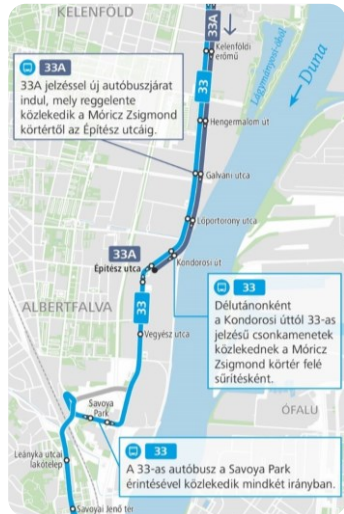 KELENFÖLD
33A
Kelenföldi
erőmű
Lágymányosi-öböl
Duna
33A
33A jelzéssel új autóbuszjárat
indul, mely reggelente
közlekedik a Móricz Zsigmond
körtértől az Építész utcáig.
33
Hengermalom út
Galvani utca
Lóportorony utca
33A
Építész utca
Kondorosi út
33
Délutánonként
a Kondorosi úttól 33-as
jelzésű csonkamenetek
közlekednek a Móricz
Zsigmond körtér felé
sűrítésként.
ALBERTFALVA
33
Vegyész utca
Savoya
Park
ÓFALU
Leányka utcai
lakótelep
33
A 33-as autóbusz a Savoya Park
érintésével közlekedik mindkét irányban.
Savoyai Jenő tér